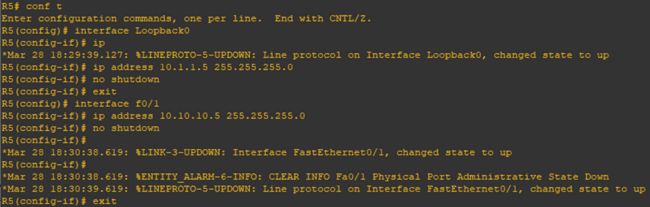 R5# conf t
Enter configuration commands, one per line.  End with CNTL/Z.
R5(config)# interface Loopback0
R5(config-if)# ip
*Mar 28 18:29:39.127: %LINEPROTO-5-UPDOWN: Line protocol on Interface Loopback0, changed state to up
R5(config-if)# ip address 10.1.1.5 255.255.255.0
R5(config-if)# no shutdown
R5(config-if)# exit
R5(config)# interface f0/1
R5(config-if)# ip address 10.10.10.5 255.255.255.0
R5(config-if)# no shutdown
R5(config-if)#
*Mar 28 18:30:38.619: %LINK-3-UPDOWN: Interface FastEthernet0/1, changed state to up
R5(config-if)#
*Mar 28 18:30:38.619: %ENTITY_ALARM-6-INFO: CLEAR INFO Fa0/1 Physical Port Administrative State Down
*Mar 28 18:30:39.619: %LINEPROTO-5-UPDOWN: Line protocol on Interface FastEthernet0/1, changed state to up
R5(config-if)# exit